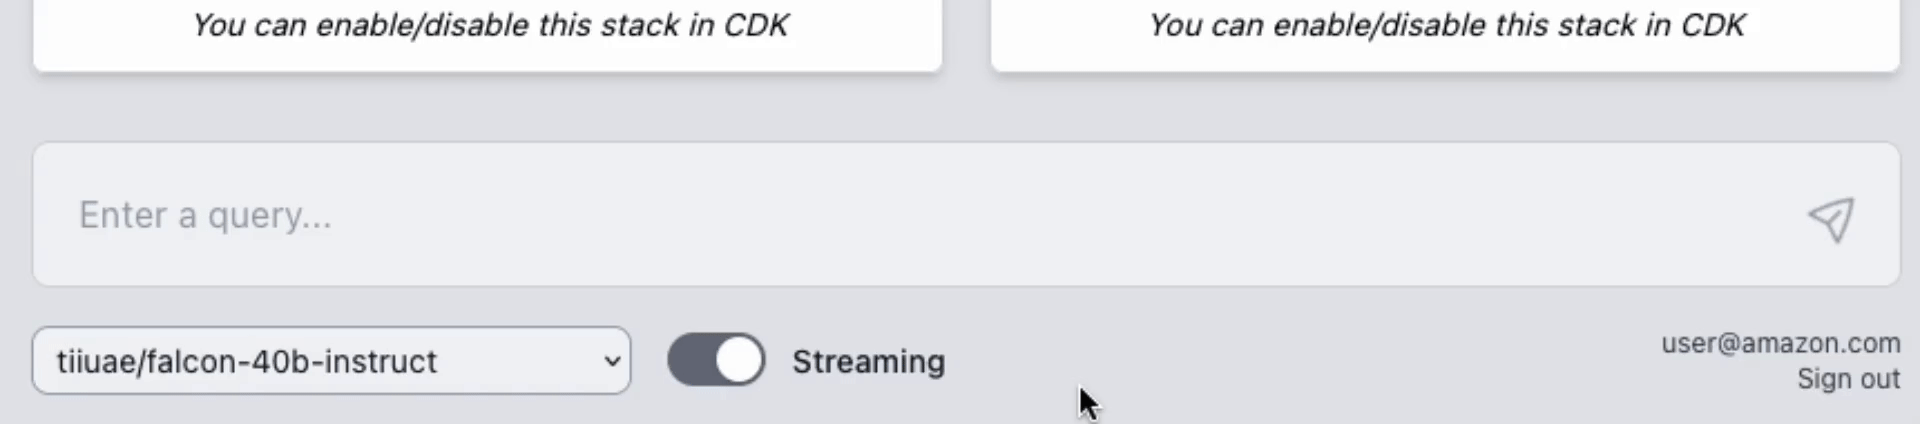 You can enable/disable this stack in CDK
You can enable/disable this stack in CDK
Enter a query...
tiiuae/falcon-40b-instruct
Streaming
user@amazon.com
Sign out